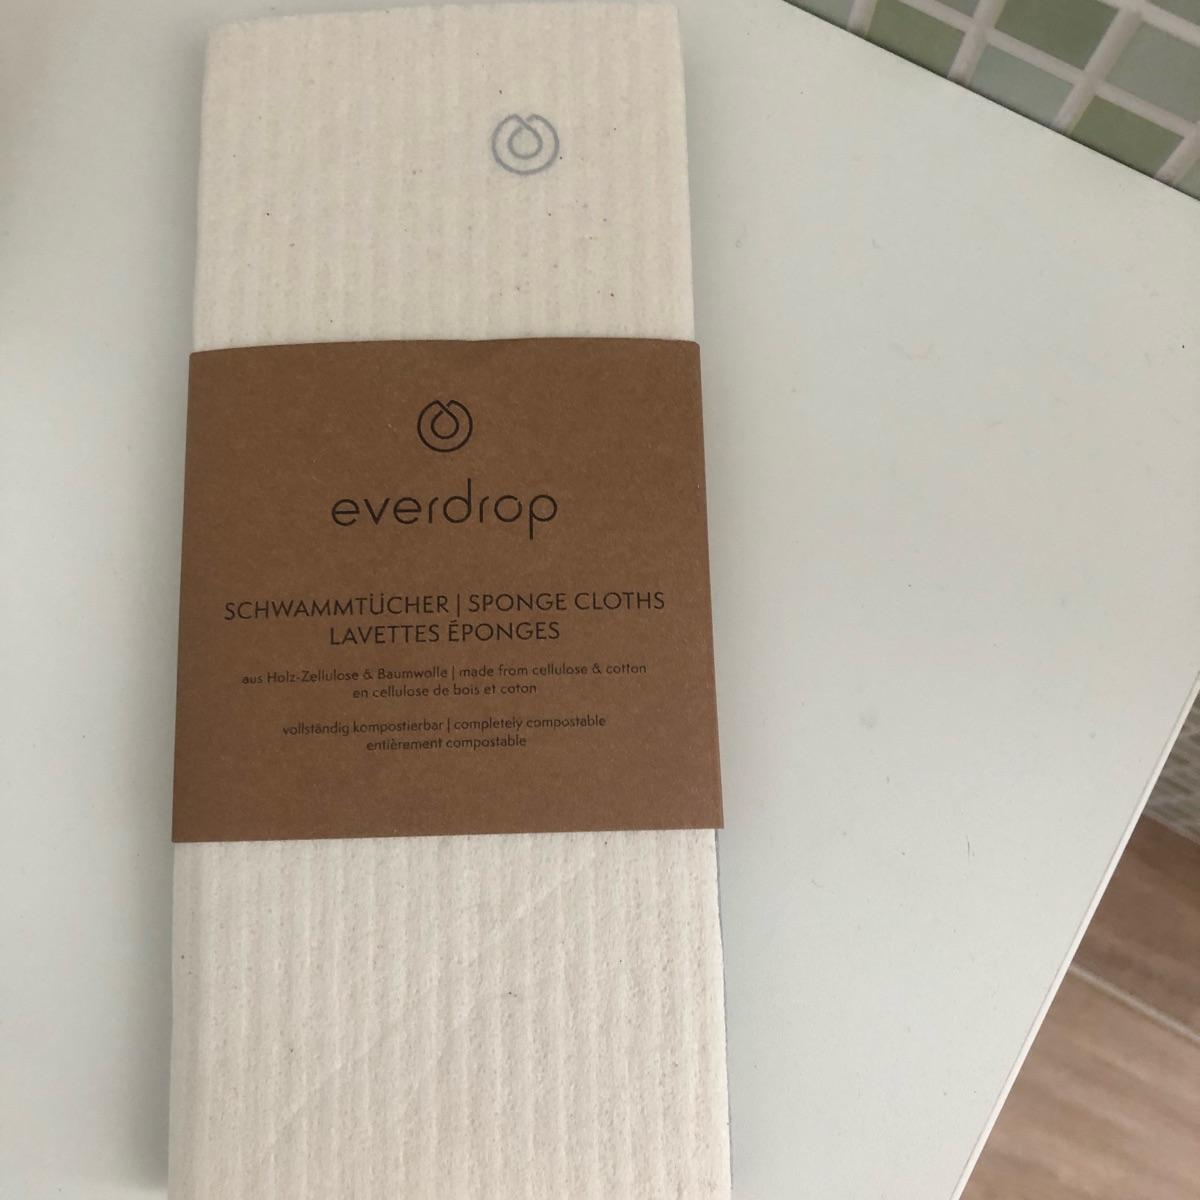 everdrop
SCHWAMMTÜCHER | SPONGE CLOTHS
LAVETTES ÉPONGES
aus Holz-Zellulose & Baumwolle | made from cellulose & cotton
en cellulose de bois et coton
vollständig kompostierbar | completely compostable
entièrement compostable